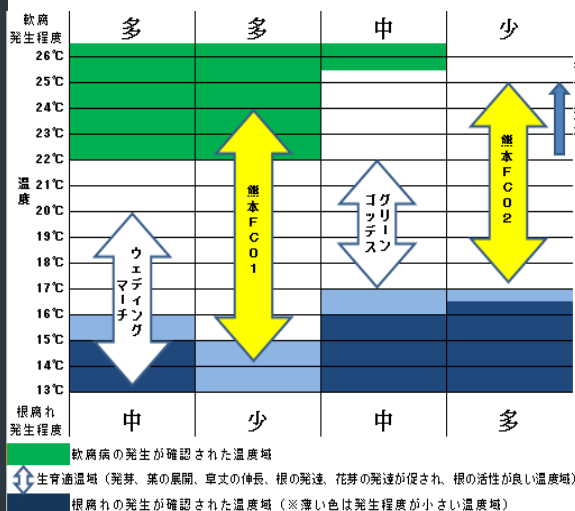 軟腐
発生程度
多 多 中 少
26℃
25℃
24℃
23℃
22℃
21℃
20℃
19℃
18℃
17℃
16℃
15℃
14℃
13℃
温度
ウェディング
マーチ
熊本FC01
グリーン
ゴッデス
熊本FC02
根腐れ
発生程度
中 少 中 多
軟腐病の発生が確認された温度域
生育適温域（発芽、葉の展開、草丈の伸長、根の発達、花芽の発達が促され、根の活性が良い温度域）
根腐れの発生が確認された温度域（※薄い色は発生程度が小さい温度域）